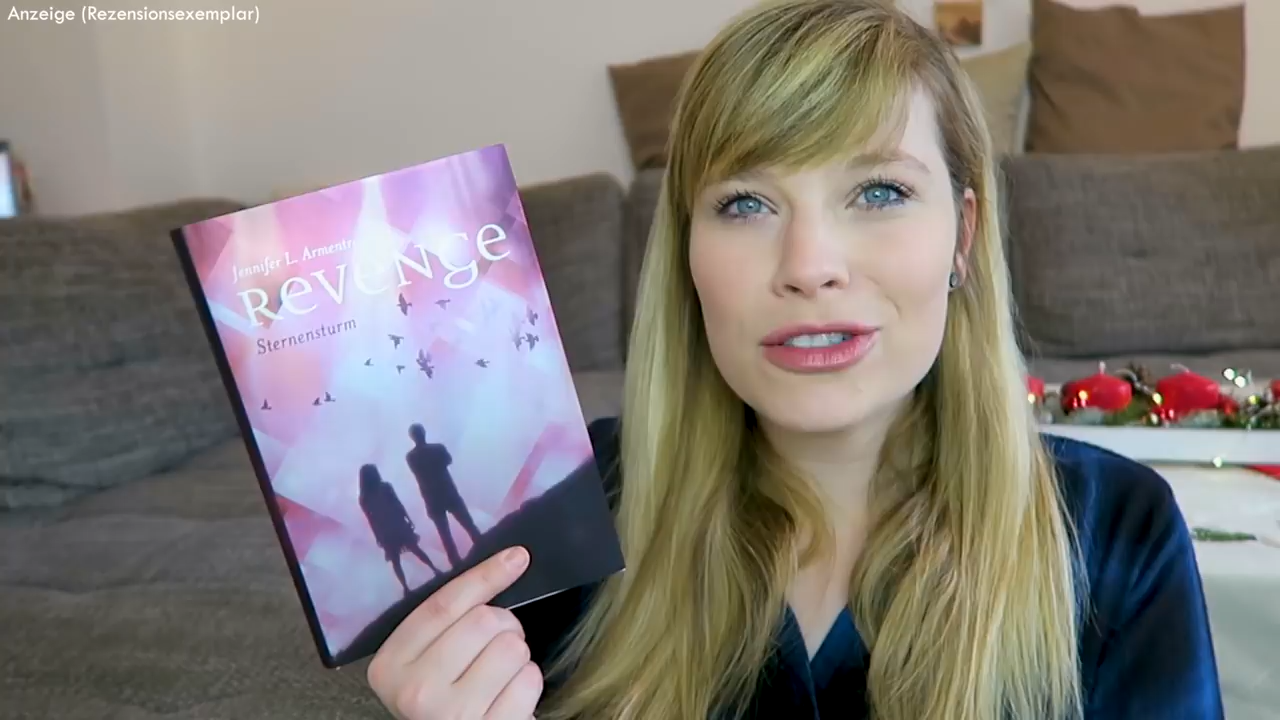 Anzeige (Rezensionsexemplar)
Jennifer L. Armentr
Revenge
Sternensturm